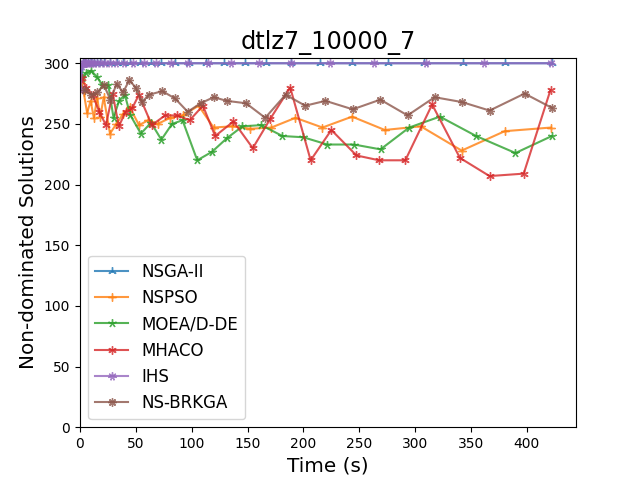 dtlz7_10000_7
Non-dominated Solutions
300
250
200
150
100
50
0
NSGA-II
NSPSO
MOEA/D-DE
MHACO
IHS
NS-BRKGA
0 50 100 150 200 250 300 350 400
Time (s)